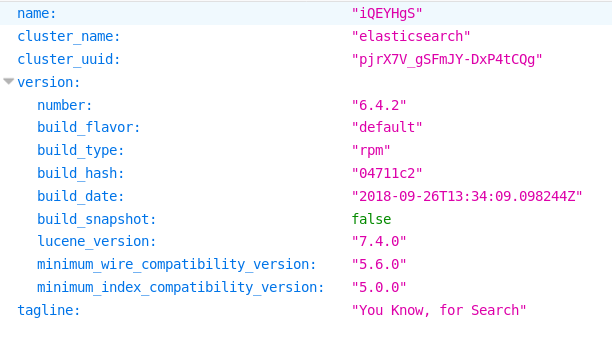 name: "iQEYHgS"
cluster_name: "elasticsearch"
cluster_uuid: "pjrX7V_gSFmJY-DxP4tCQg"
version:
number: "6.4.2"
build_flavor: "default"
build_type: "rpm"
build_hash: "04711c2"
build_date: "2018-09-26T13:34:09.098244Z"
build_snapshot: false
lucene_version: "7.4.0"
minimum_wire_compatibility_version: "5.6.0"
minimum_index_compatibility_version: "5.0.0"
tagline: "You Know, for Search"